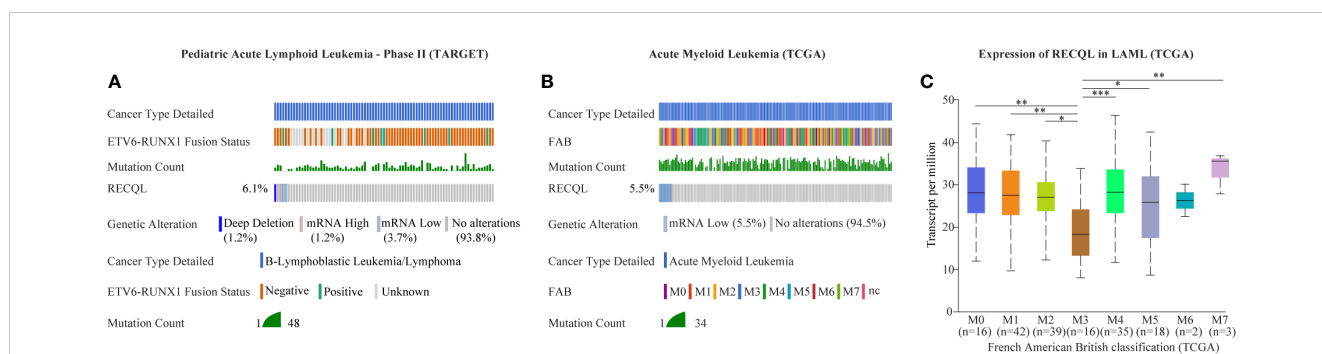 Pediatric Acute Lymphoid Leukemia - Phase II (TARGET)
A
Cancer Type Detailed
ETV6-RUNX1 Fusion Status
Mutation Count
RECQL 6.1%
Genetic Alteration Deep Deletion mRNA High mRNA Low No alterations
(1.2%) (1.2%) (3.7%) (93.8%)
Cancer Type Detailed B-Lymphoblastic Leukemia/Lymphoma
ETV6-RUNX1 Fusion Status Negative Positive Unknown
Mutation Count 1 48
Acute Myeloid Leukemia (TCGA)
B
Cancer Type Detailed
FAB
Mutation Count
RECQL 5.5%
Genetic Alteration mRNA Low (5.5%) No alterations (94.5%)
Cancer Type Detailed Acute Myeloid Leukemia
FAB M0 M1 M2 M3 M4 M5 M6 M7 nc
Mutation Count 1 34
Expression of RECQL in LAML (TCGA)
C
Transcript per million
60
50
40
30
20
10
0
**
**
*
***
*
**
M0 M1 M2 M3 M4 M5 M6 M7
(n=16) (n=42) (n=39) (n=16) (n=35) (n=18) (n=2) (n=3)
French American British classification (TCGA)